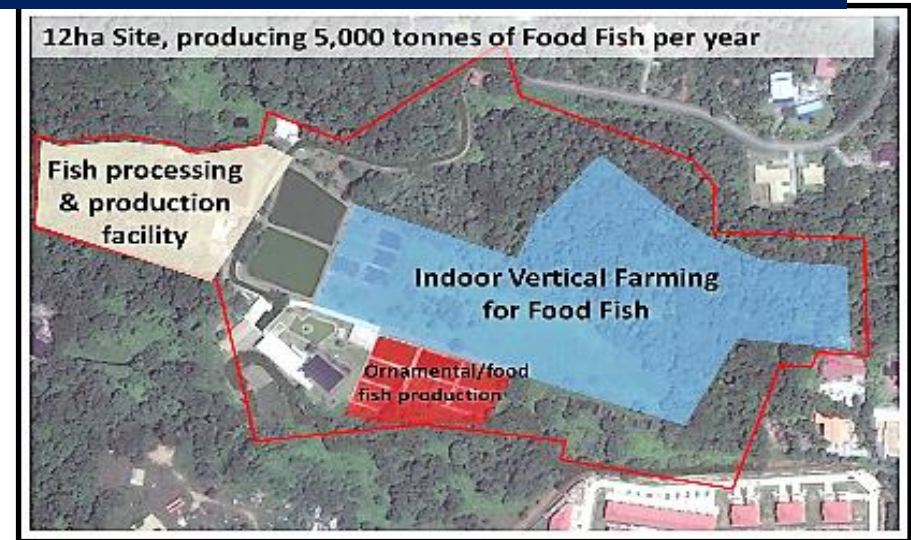 12ha Site, producing 5,000 tonnes of Food Fish per year
Fish processing
& production
facility
Indoor Vertical Farming
for Food Fish
Ornamental/food
fish production